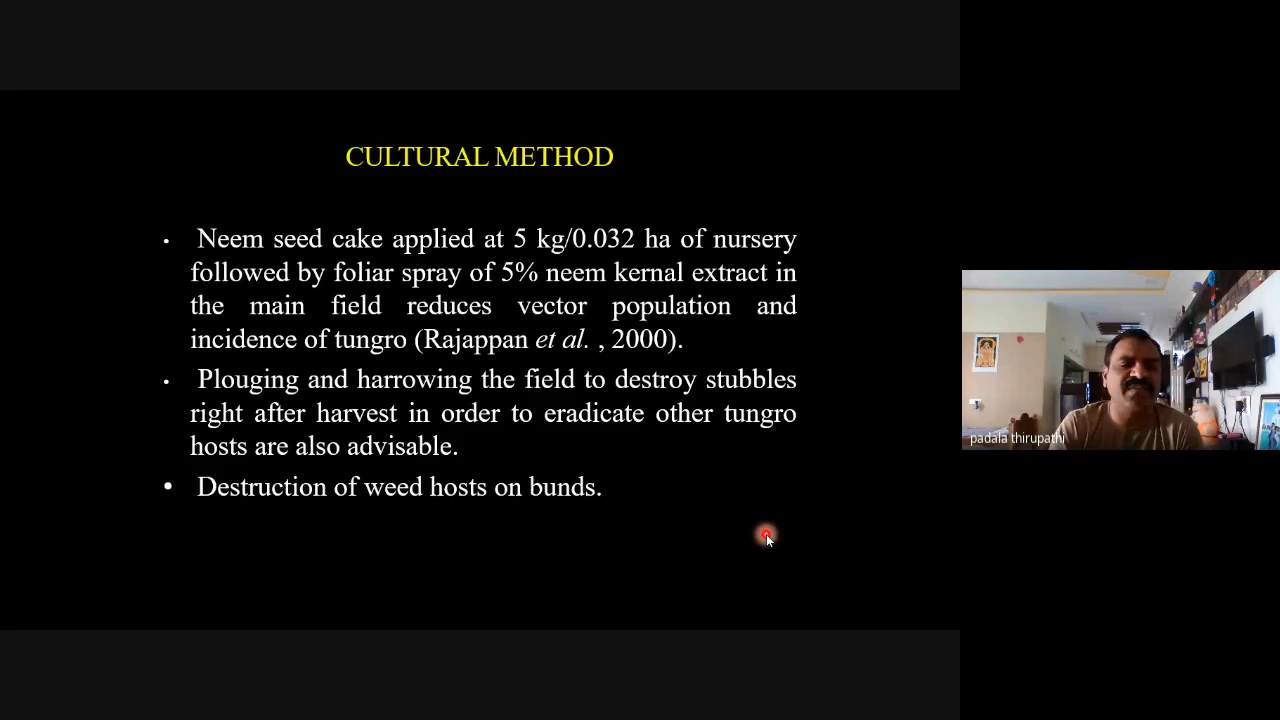 CULTURAL METHOD
• Neem seed cake applied at 5 kg/0.032 ha of nursery
followed by foliar spray of 5% neem kernal extract in
the main field reduces vector population and
incidence of tungro (Rajappan et al. , 2000).
• Plouging and harrowing the field to destroy stubbles
right after harvest in order to eradicate other tungro
hosts are also advisable.
• Destruction of weed hosts on bunds.
padala thirupathi